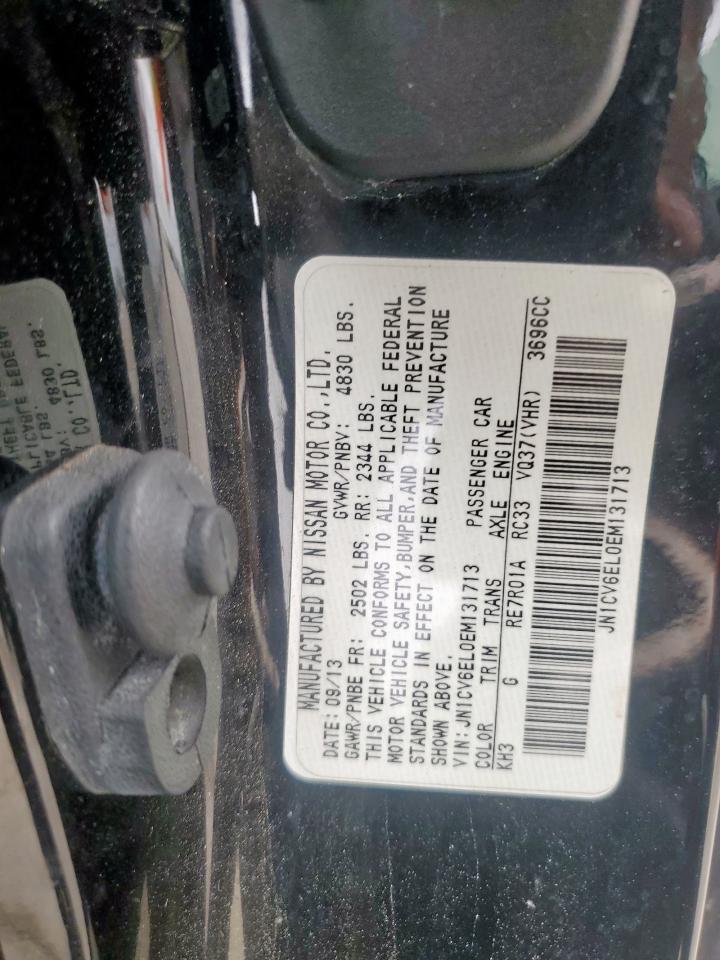 MANUFACTURED BY NISSAN MOTOR CO.,LTD.
DATE: 09/13 GVWR/PNBV: 4830 LBS.
GAWR/PNBE FR: 2502 LBS. RR: 2344 LBS.
THIS VEHICLE CONFORMS TO ALL APPLICABLE FEDERAL
MOTOR VEHICLE SAFETY,BUMPER,AND THEFT PREVENTION
STANDARDS IN EFFECT ON THE DATE OF MANUFACTURE
SHOWN ABOVE.
VIN:JN1CV6EL0EM131713 PASSENGER CAR
COLOR TRIM TRANS AXLE ENGINE
KH3 G RE7R01A RC33 VQ37(VHR) 3696CC
JN1CV6EL0EM131713